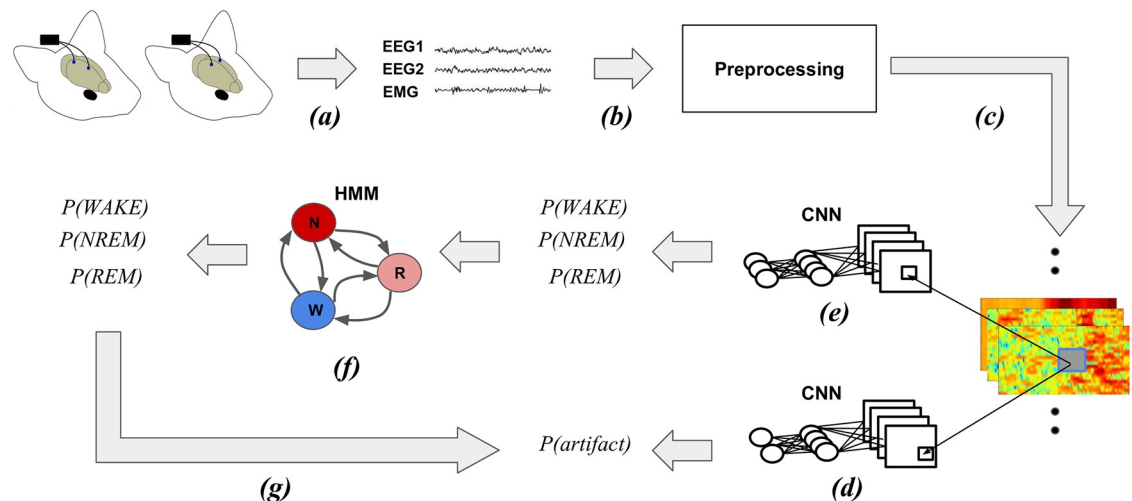 EEG1
EEG2
EMG
(a)
(b)
Preprocessing
(c)
P(WAKE)
P(NREM)
P(REM)
HMM
N
R
W
(f)
P(WAKE)
P(NREM)
P(REM)
CNN
(e)
CNN
(d)
P(artifact)
(g)